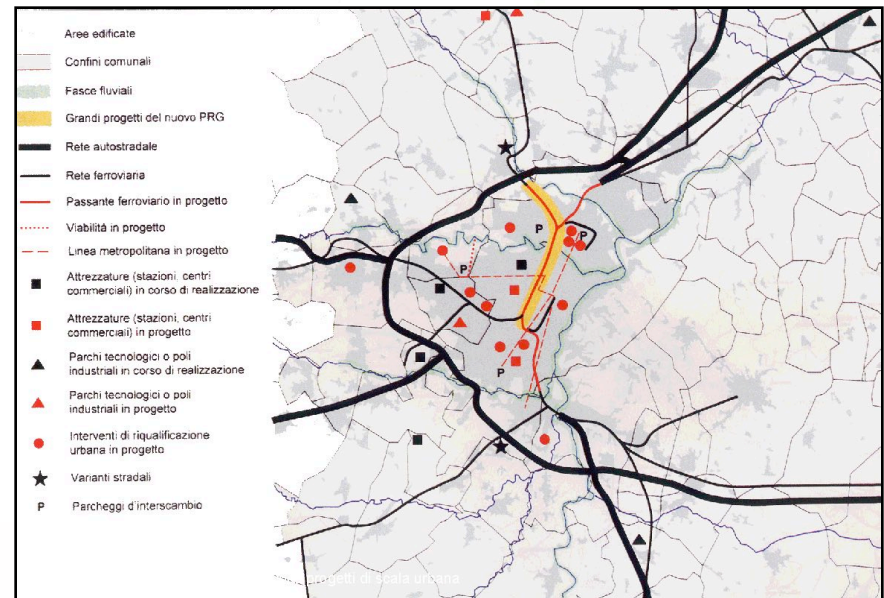 Aree edificate
Confini comunali
Fasce fluviali
Grandi progetti del nuovo PRG
Rete autostradale
Rete ferroviaria
Passante ferroviario in progetto
Viabilità in progetto
Linea metropolitana in progetto
Attrezzature (stazioni, centri
commerciali) in corso di realizzazione
Attrezzature (stazioni, centri
commerciali) in progetto
Parchi tecnologici o poli
industriali in corso di realizzazione
Parchi tecnologici o poli
industriali in progetto
Interventi di riqualificazione
urbana in progetto
Varianti stradali
P Parcheggi d'interscambio
P
P
P
P
progetti di scala urbana